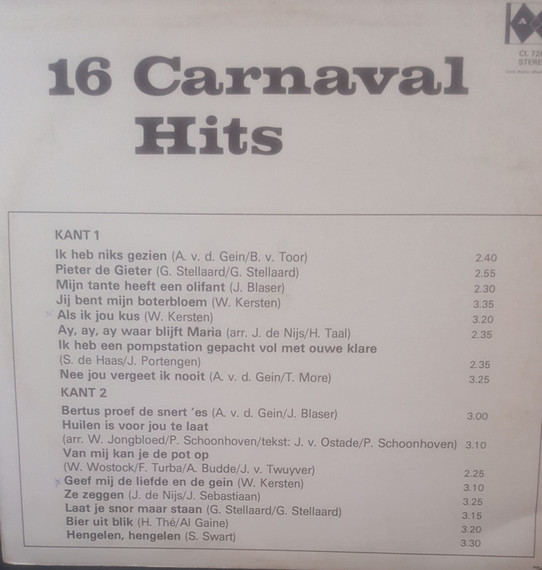 CL 72
STERE
16 Carnaval
Hits
KANT 1
Ik heb niks gezien (A. v. d. Gein/B. v. Toor) 2.40
Pieter de Gieter (G. Stellaard/G. Stellaard) 2.55
Mijn tante heeft een olifant (J. Blaser) 2.30
Jij bent mijn boterbloem (W. Kersten) 3.35
Als ik jou kus (W. Kersten) 3.20
Ay, ay, ay waar blijft Maria (arr. J. de Nijs/H. Taal) 2.35
Ik heb een pompstation gepacht vol met ouwe klare
(S. de Haas/J. Portengen) 2.35
Nee jou vergeet ik nooit (A. v. d. Gein/T. More) 3.25
KANT 2
Bertus proef de snert 'es (A. v. d. Gein/J. Blaser) 3.00
Huilen is voor jou te laat
(arr. W. Jongbloed/P. Schoonhoven/tekst: J. v. Ostade/P. Schoonhoven) 3.10
Van mij kan je de pot op
(W. Wostock/F. Turba/A. Budde/J. v. Twuyver) 2.25
Geef mij de liefde en de gein (W. Kersten) 3.10
Ze zeggen (J. de Nijs/J. Sebastiaan) 3.25
Laat je snor maar staan (G. Stellaard/G. Stellaard) 3.15
Bier uit blik (H. Thé/Al Gaine) 3.20
Hengelen, hengelen (S. Swart) 3.30